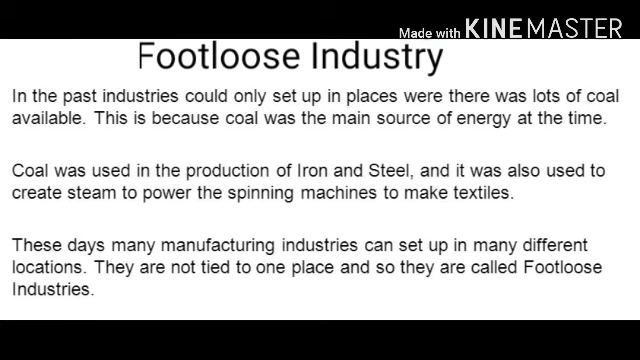 Made with KINEMASTER
Footloose Industry
In the past industries could only set up in places were there was lots of coal
available. This is because coal was the main source of energy at the time.
Coal was used in the production of Iron and Steel, and it was also used to
create steam to power the spinning machines to make textiles.
These days many manufacturing industries can set up in many different
locations. They are not tied to one place and so they are called Footloose
Industries.